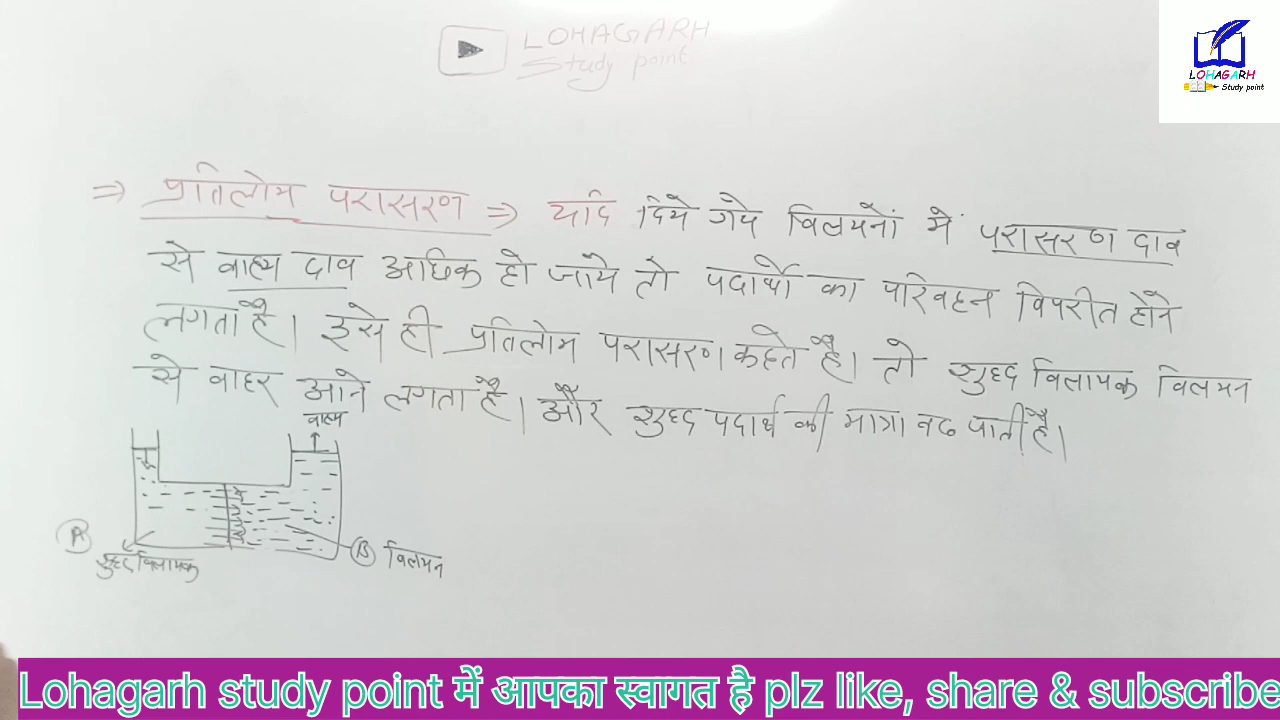 LOHAGARH
Study point
LOHAGARH
Study point
⇒ प्रतिलोम परासरण ⇒ यदि दिये गये विलयनों में परासरण दाव
से वाह्य दाव अधिक हो जाये तो पदार्थो का परिवहन विपरीत होने
लगता है। इसे ही प्रतिलोम परासरण कहते है। तो शुध्द विलायक विलयन
से वाहर आने लगता है। और शुध्द पदार्थ की मात्रा वढ जाती है।
वाह्य
A
शुध्द विलायक
B विलयन
Lohagarh study point में आपका स्वागत है plz like, share & subscribe